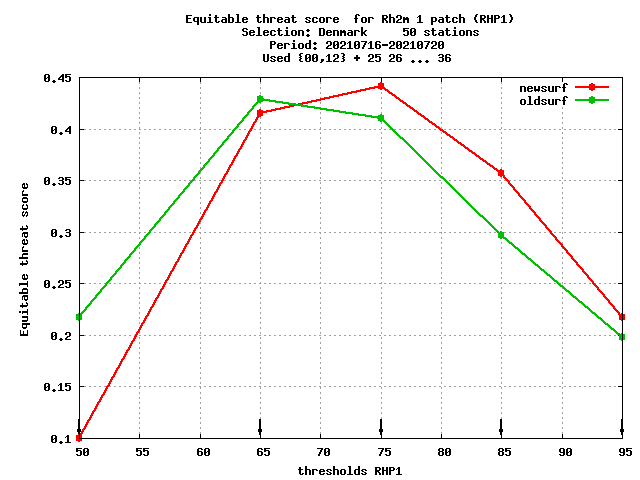 Equitable threat score  for Rh2m 1 patch (RHP1)
Selection: Denmark     50 stations
Period: 20210716-20210720
Used {00,12} + 25 26 ... 36
newsurf
oldsurf
Equitable threat score
0.45
0.4
0.35
0.3
0.25
0.2
0.15
0.1
50 55 60 65 70 75 80 85 90 95
thresholds RHP1